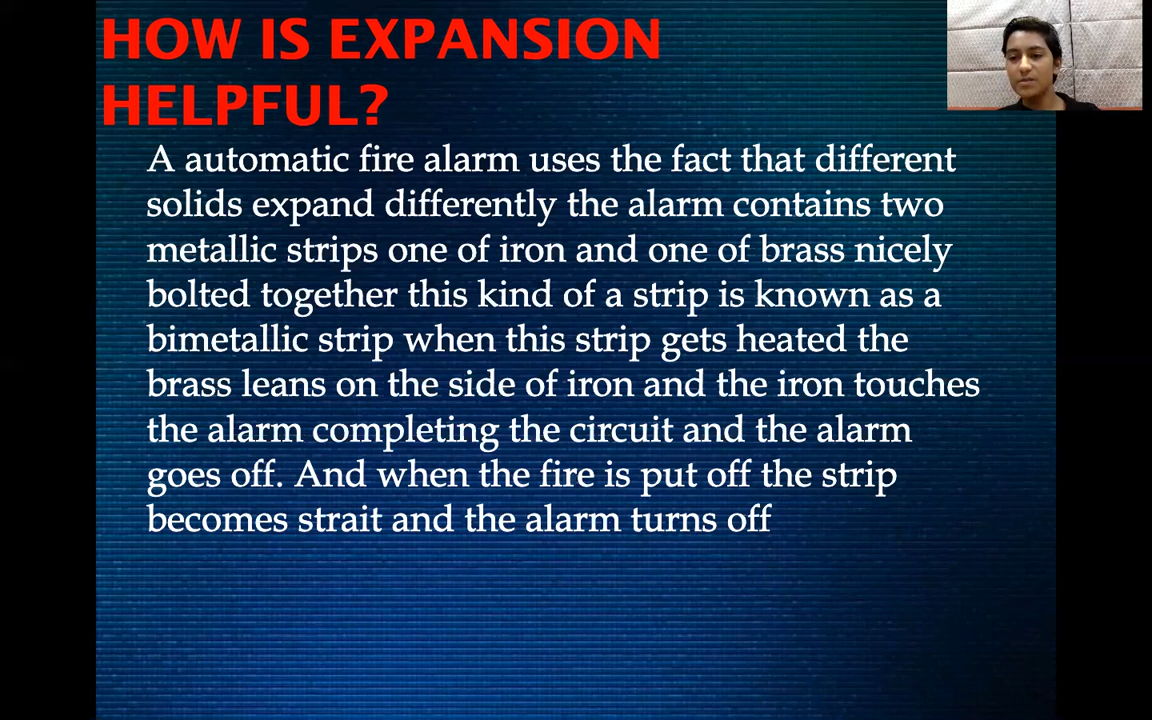 HOW IS EXPANSION
HELPFUL?
A automatic fire alarm uses the fact that different
solids expand differently the alarm contains two
metallic strips one of iron and one of brass nicely
bolted together this kind of a strip is known as a
bimetallic strip when this strip gets heated the
brass leans on the side of iron and the iron touches
the alarm completing the circuit and the alarm
goes off. And when the fire is put off the strip
becomes strait and the alarm turns off